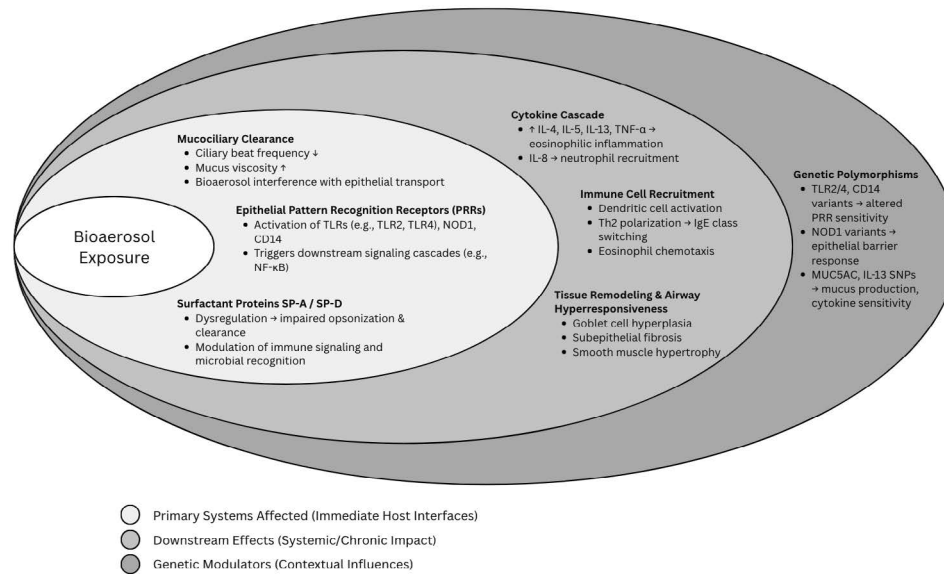 Bioaerosol
Exposure
Mucociliary Clearance
• Ciliary beat frequency ↓
• Mucus viscosity ↑
• Bioaerosol interference with epithelial transport
Epithelial Pattern Recognition Receptors (PRRs)
• Activation of TLRs (e.g., TLR2, TLR4), NOD1,
CD14
• Triggers downstream signaling cascades (e.g.,
NF-κB)
Surfactant Proteins SP-A / SP-D
• Dysregulation → impaired opsonization &
clearance
• Modulation of immune signaling and
microbial recognition
Cytokine Cascade
• ↑ IL-4, IL-5, IL-13, TNF-α →
eosinophilic inflammation
• IL-8 → neutrophil recruitment
Immune Cell Recruitment
• Dendritic cell activation
• Th2 polarization → IgE class
switching
• Eosinophil chemotaxis
Tissue Remodeling & Airway
Hyperresponsiveness
• Goblet cell hyperplasia
• Subepithelial fibrosis
• Smooth muscle hypertrophy
Genetic Polymorphisms
• TLR2/4, CD14
variants → altered
PRR sensitivity
• NOD1 variants →
epithelial barrier
response
• MUC5AC, IL-13 SNPs
→ mucus production,
cytokine sensitivity
Primary Systems Affected (Immediate Host Interfaces)
Downstream Effects (Systemic/Chronic Impact)
Genetic Modulators (Contextual Influences)